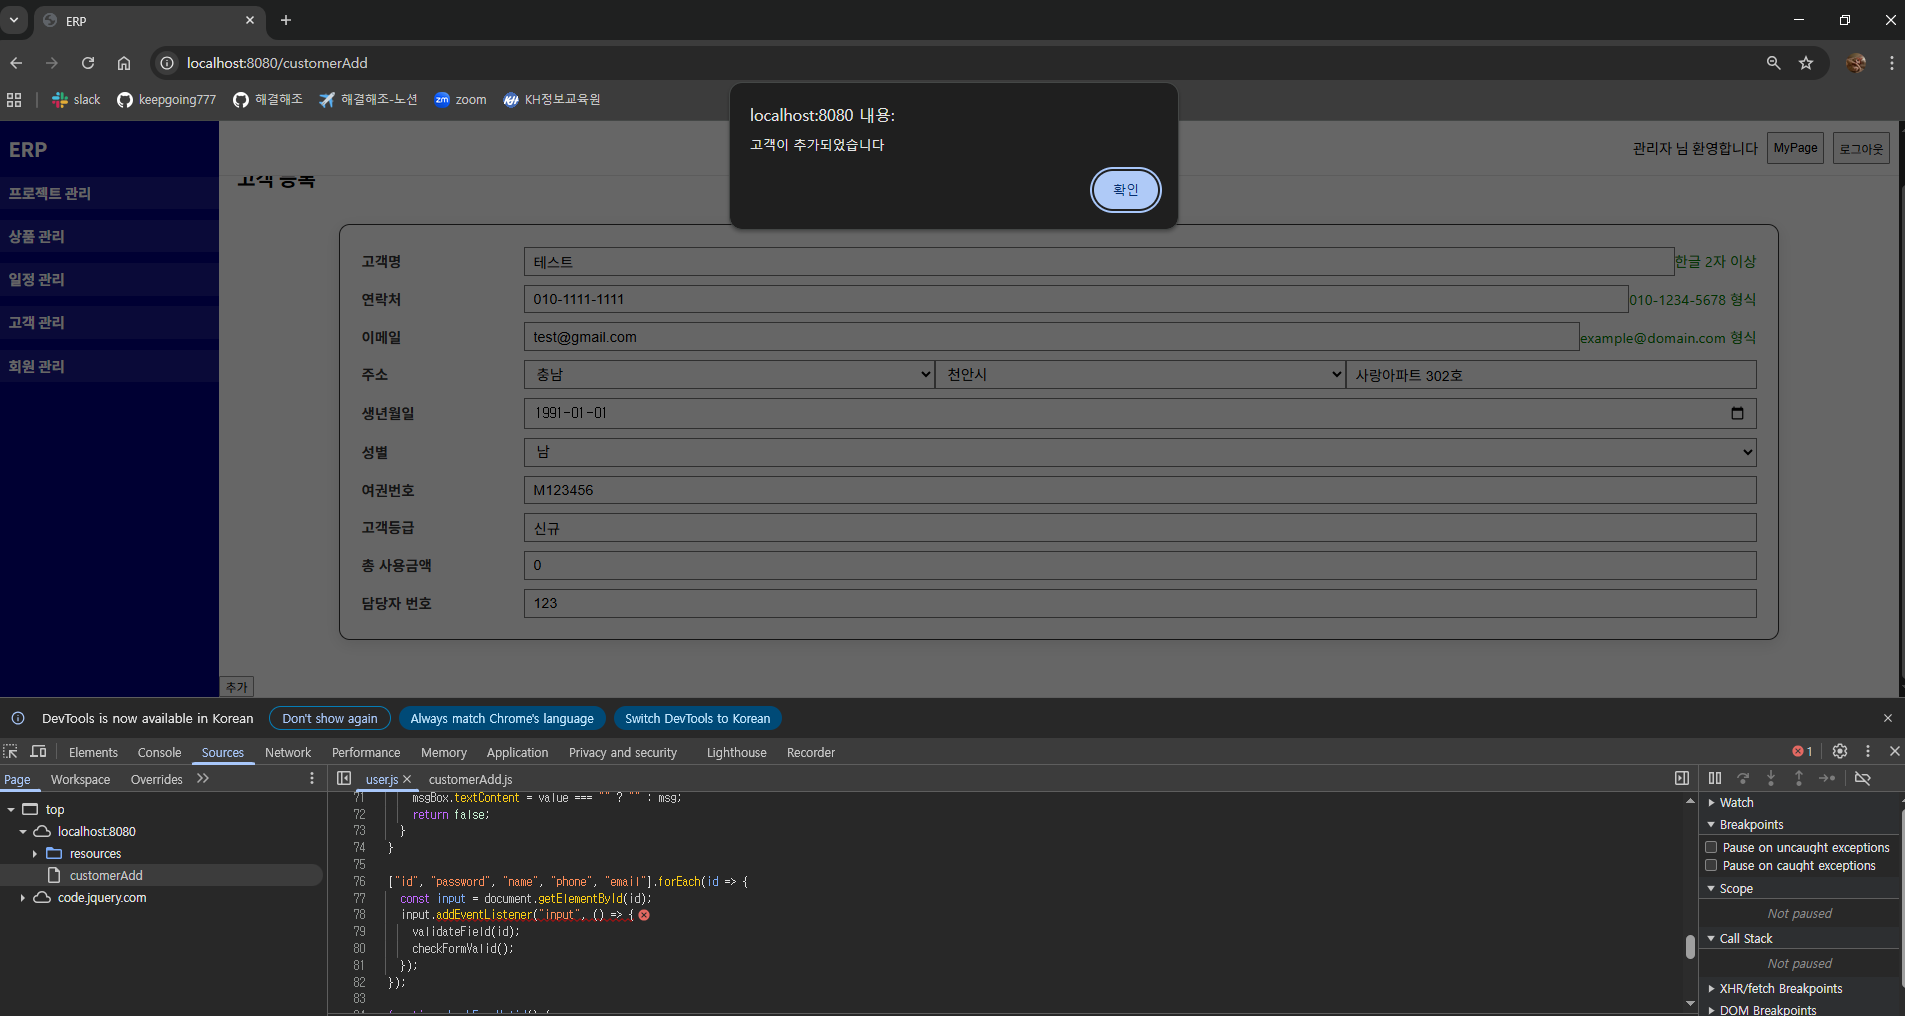 ERP
localhost:8080/customerAdd
slack
keepgoing777
해결해조
해결해조-노션
zoom
KH정보교육원
localhost:8080 내용:
고객이 추가되었습니다
확인
ERP
프로젝트 관리
상품 관리
일정 관리
고객 관리
회원 관리
관리자 님 환영합니다
MyPage
로그아웃
고객 등록
고객명
테스트
한글 2자 이상
연락처
010-1111-1111
010-1234-5678 형식
이메일
test@gmail.com
example@domain.com 형식
주소
충남
천안시
사랑아파트 302호
생년월일
1991-01-01
성별
남
여권번호
M123456
고객등급
신규
총 사용금액
0
담당자 번호
123
추가
DevTools is now available in Korean
Don't show again
Always match Chrome's language
Switch DevTools to Korean
Elements
Console
Sources
Network
Performance
Memory
Application
Privacy and security
Lighthouse
Recorder
1
Page
Workspace
Overrides
top
localhost:8080
resources
customerAdd
code.jquery.com
user.js
customerAdd.js
71 msgBox.textContent = value === "" ? "" : msg;
72 return false;
73 }
74 }
75
76 ["id", "password", "name", "phone", "email"].forEach(id => {
77 const input = document.getElementById(id);
78 input.addEventListener("input", () => {
79 validateField(id);
80 checkFormValid();
81 });
82 });
83
Watch
Breakpoints
Pause on uncaught exceptions
Pause on caught exceptions
Scope
Not paused
Call Stack
Not paused
XHR/fetch Breakpoints
DOM Breakpoints